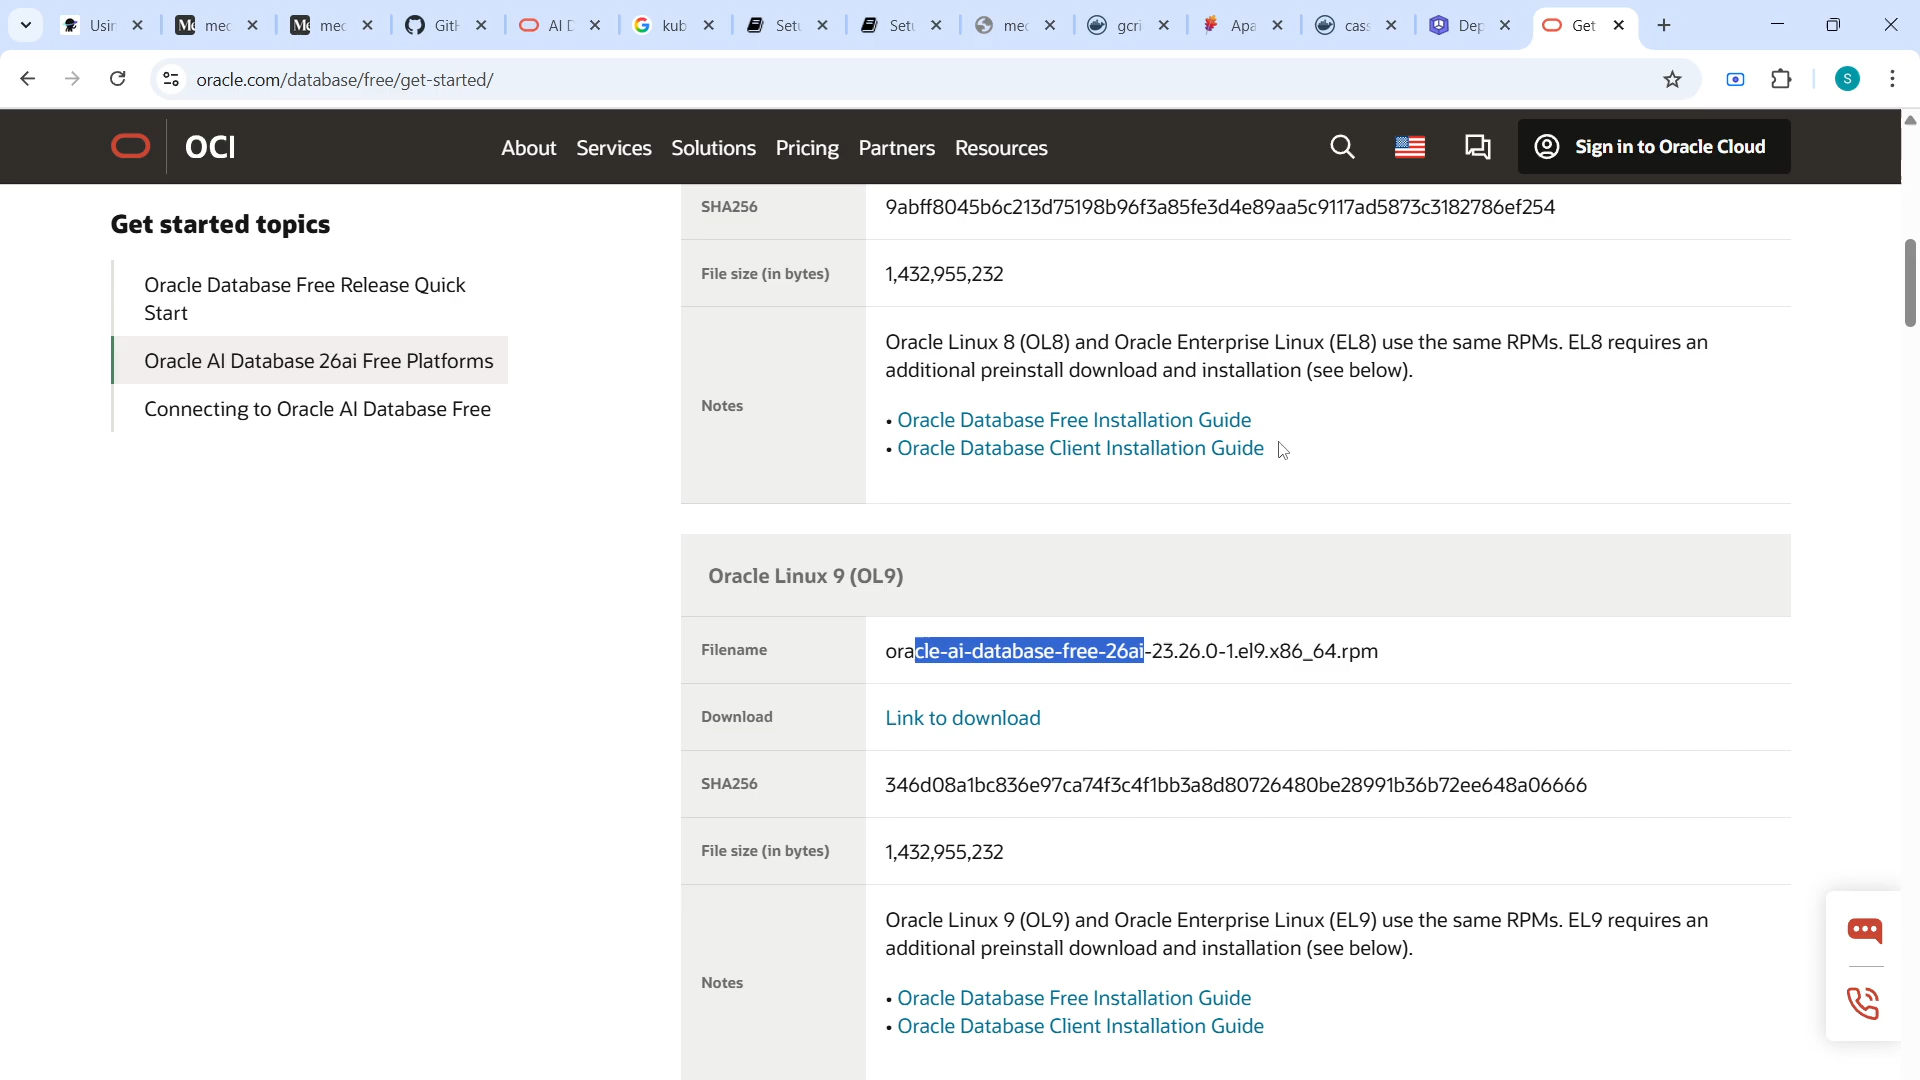 Usin
med
med
Gith
AI D
kub
Setu
Setu
med
gcri
Apa
cass
Dep
Get
oracle.com/database/free/get-started/
S
OCI
About
Services
Solutions
Pricing
Partners
Resources
Sign in to Oracle Cloud
Get started topics
Oracle Database Free Release Quick
Start
Oracle AI Database 26ai Free Platforms
Connecting to Oracle AI Database Free
SHA256
9abff8045b6c213d75198b96f3a85fe3d4e89aa5c9117ad5873c3182786ef254
File size (in bytes)
1,432,955,232
Notes
Oracle Linux 8 (OL8) and Oracle Enterprise Linux (EL8) use the same RPMs. EL8 requires an
additional preinstall download and installation (see below).
• Oracle Database Free Installation Guide
• Oracle Database Client Installation Guide
Oracle Linux 9 (OL9)
Filename
oracle-ai-database-free-26ai-23.26.0-1.el9.x86_64.rpm
Download
Link to download
SHA256
346d08a1bc836e97ca74f3c4f1bb3a8d80726480be28991b36b72ee648a06666
File size (in bytes)
1,432,955,232
Notes
Oracle Linux 9 (OL9) and Oracle Enterprise Linux (EL9) use the same RPMs. EL9 requires an
additional preinstall download and installation (see below).
• Oracle Database Free Installation Guide
• Oracle Database Client Installation Guide